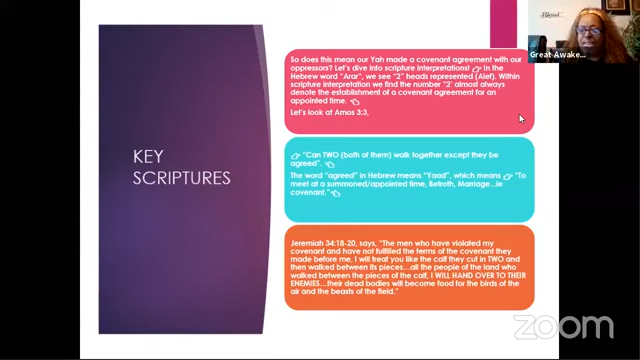 Great Awake...
KEY
SCRIPTURES
So does this mean our Yah made a covenant agreement with our
oppressors? Let's dive into scripture interpretations! 👉 In the
Hebrew word "Arar", we see "2" heads represented (Alef). Within
scripture interpretation we find the number "2' almost always
denote the establishment of a covenant agreement for an
appointed time. 👈
Let's look at Amos 3:3,
👉 "Can TWO (both of them) walk together except they be
agreed". 👈
The word "agreed" in Hebrew means "Yaad", which means 👉 "To
meet at a summoned/appointed time, Betroth, Marriage...ie
covenant." 👈
Jeremiah 34:18-20, says, "The men who have violated my
covenant and have not fulfilled the terms of the covenant they
made before me, I will treat you like the calf they cut in TWO and
then walked between its pieces...all the people of the land who
walked between the pieces of the calf, I WILL HAND OVER TO THEIR
ENEMIES...their dead bodies will become food for the birds of the
air and the beasts of the field."
zoom